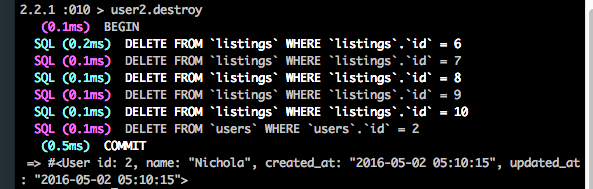 2.2.1 :010 > user2.destroy
(0.1ms) BEGIN
SQL (0.2ms) DELETE FROM `listings` WHERE `listings`.`id` = 6
SQL (0.1ms) DELETE FROM `listings` WHERE `listings`.`id` = 7
SQL (0.1ms) DELETE FROM `listings` WHERE `listings`.`id` = 8
SQL (0.1ms) DELETE FROM `listings` WHERE `listings`.`id` = 9
SQL (0.1ms) DELETE FROM `listings` WHERE `listings`.`id` = 10
SQL (0.1ms) DELETE FROM `users` WHERE `users`.`id` = 2
(0.5ms) COMMIT
=> #<User id: 2, name: "Nichola", created_at: "2016-05-02 05:10:15", updated_at
: "2016-05-02 05:10:15">